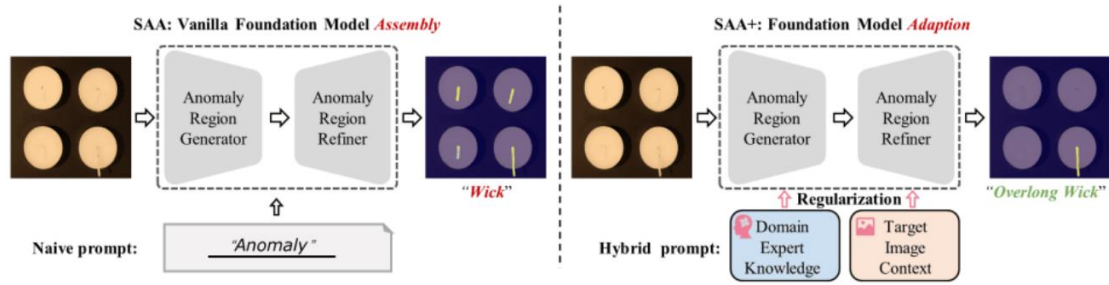 SAA: Vanilla Foundation Model Assembly
Anomaly
Region
Generator
Anomaly
Region
Refiner
“Wick”
Naive prompt:
“Anomaly”
SAA+: Foundation Model Adaption
Anomaly
Region
Generator
Anomaly
Region
Refiner
“Overlong Wick”
Regularization
Hybrid prompt:
Domain
Expert
Knowledge
Target
Image
Context